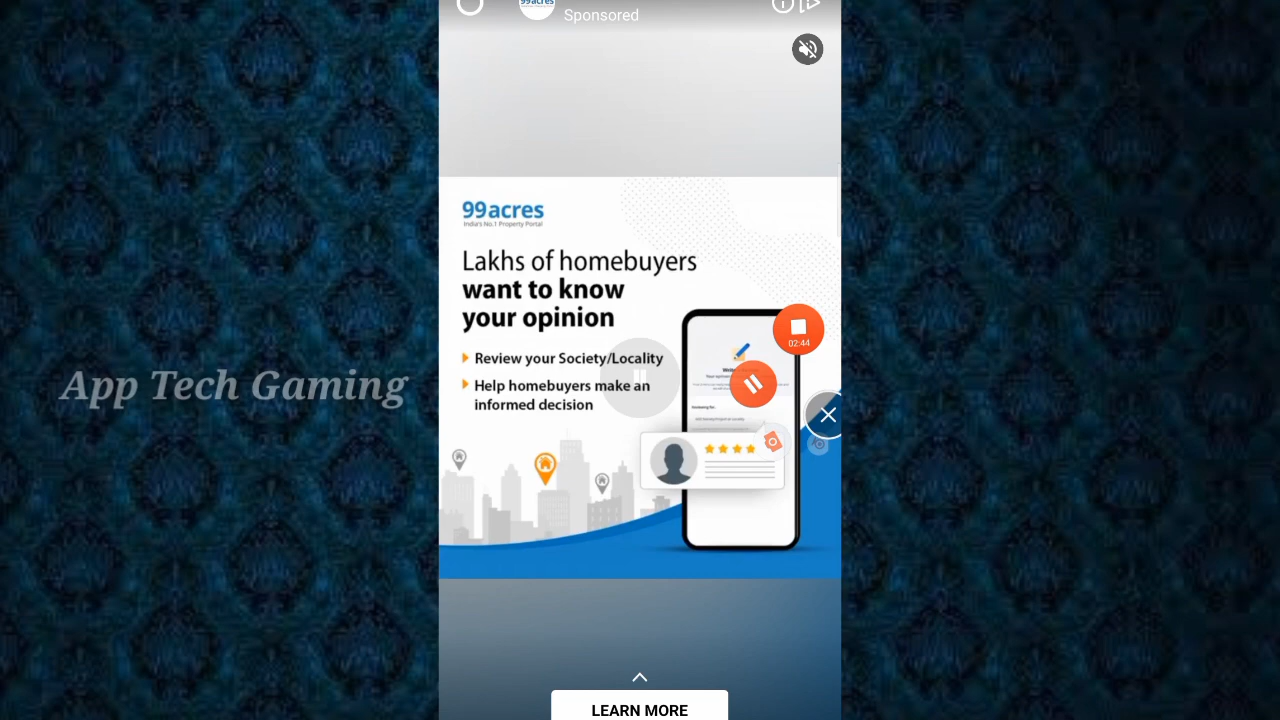 99acres
Sponsored
99acres
India's No.1 Property Portal
Lakhs of homebuyers
want to know
your opinion
Review your Society/Locality
Help homebuyers make an
informed decision
02:44
App Tech Gaming
LEARN MORE